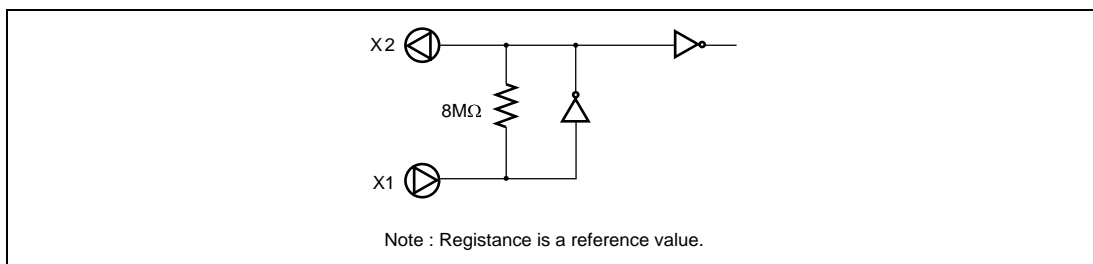 X2
8MΩ
X1
Note : Registance is a reference value.